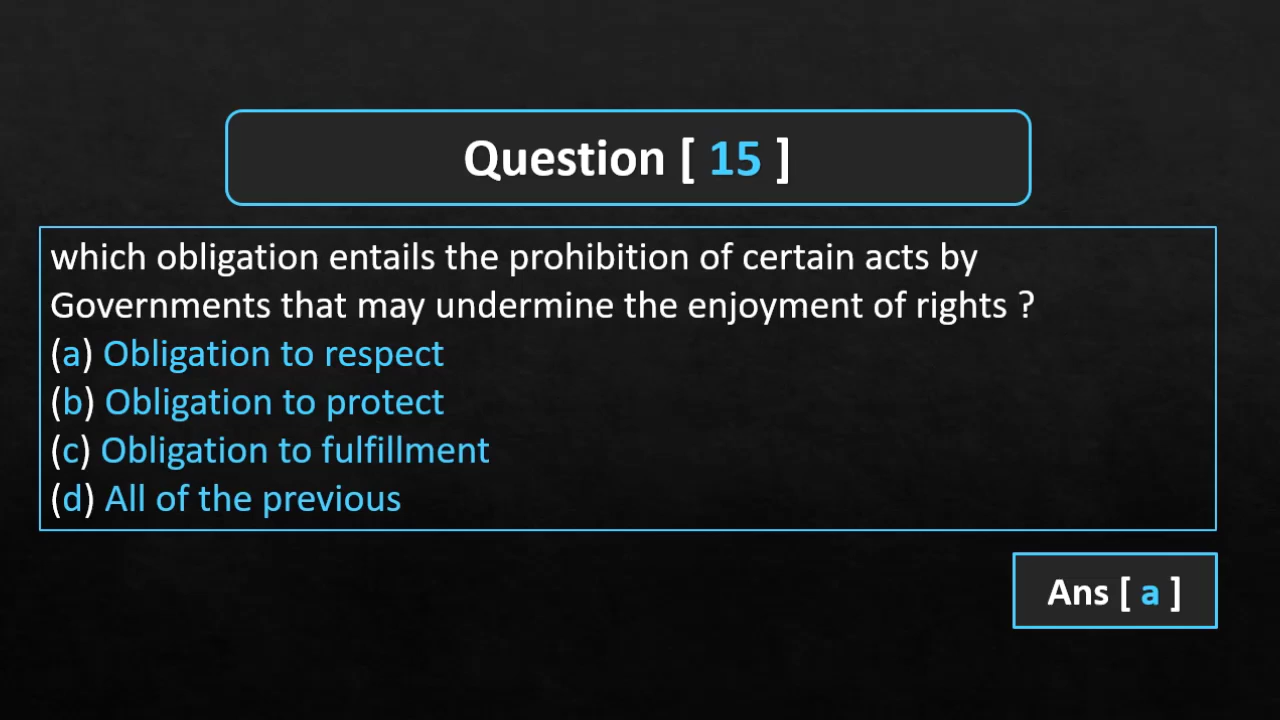 Question [ 15 ]
which obligation entails the prohibition of certain acts by
Governments that may undermine the enjoyment of rights ?
(a) Obligation to respect
(b) Obligation to protect
(c) Obligation to fulfillment
(d) All of the previous
Ans [ a ]